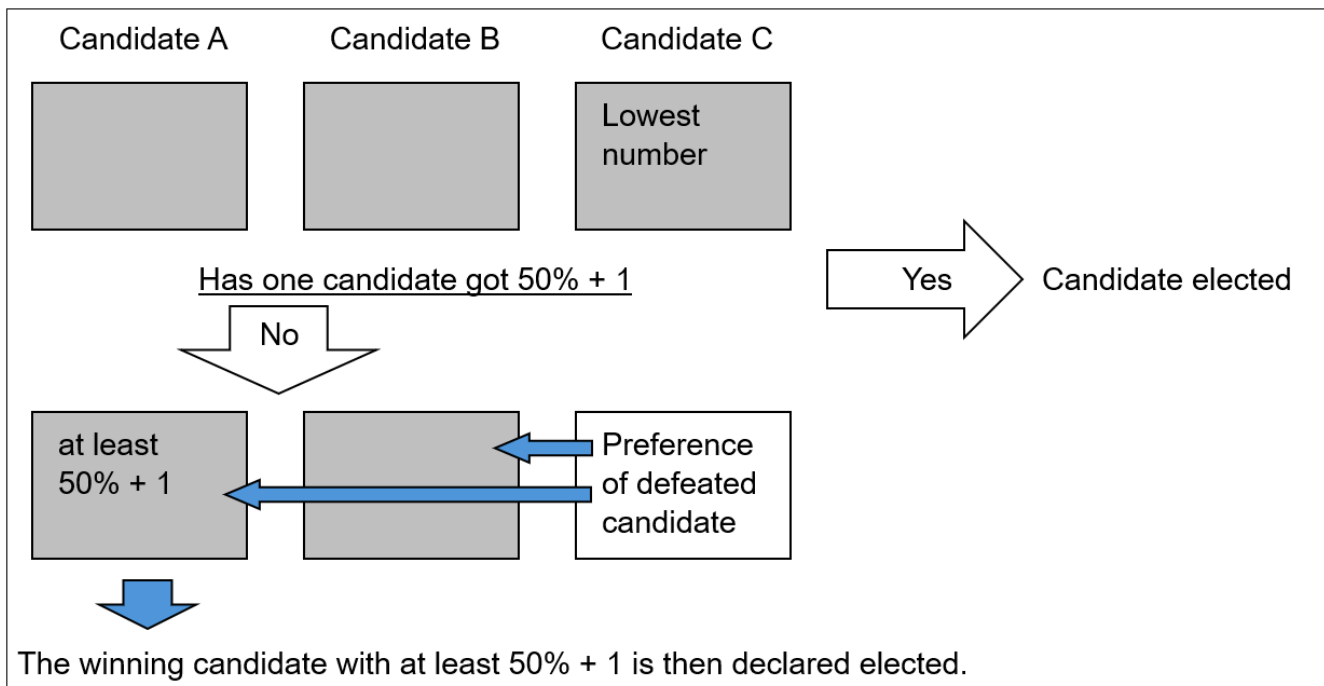 Candidate A
Candidate B
Candidate C
Lowest
number
Has one candidate got 50% + 1
Yes
Candidate elected
No
at least
50% + 1
Preference
of defeated
candidate
The winning candidate with at least 50% + 1 is then declared elected.